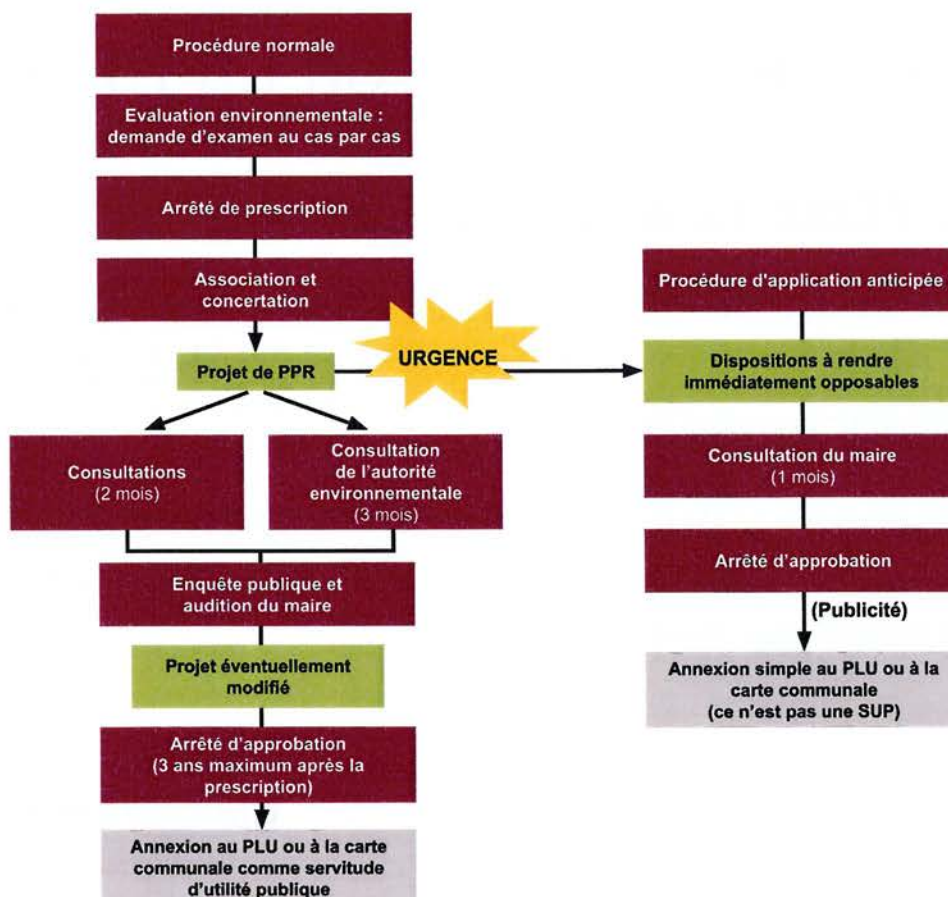 Procédure normale
Evaluation environnementale :
demande d'examen au cas par cas
Arrêté de prescription
Association et
concertation
Projet de PPR
URGENCE
Consultations
(2 mois)
Consultation
de l'autorité
environnementale
(3 mois)
Enquête publique et
audition du maire
Projet éventuellement
modifié
Arrêté d'approbation
(3 ans maximum après la
prescription)
Annexion au PLU ou à la carte
communale comme servitude
d'utilité publique
Procédure d'application anticipée
Dispositions à rendre
immédiatement opposables
Consultation du maire
(1 mois)
Arrêté d'approbation
(Publicité)
Annexion simple au PLU ou à la
carte communale
(ce n'est pas une SUP)